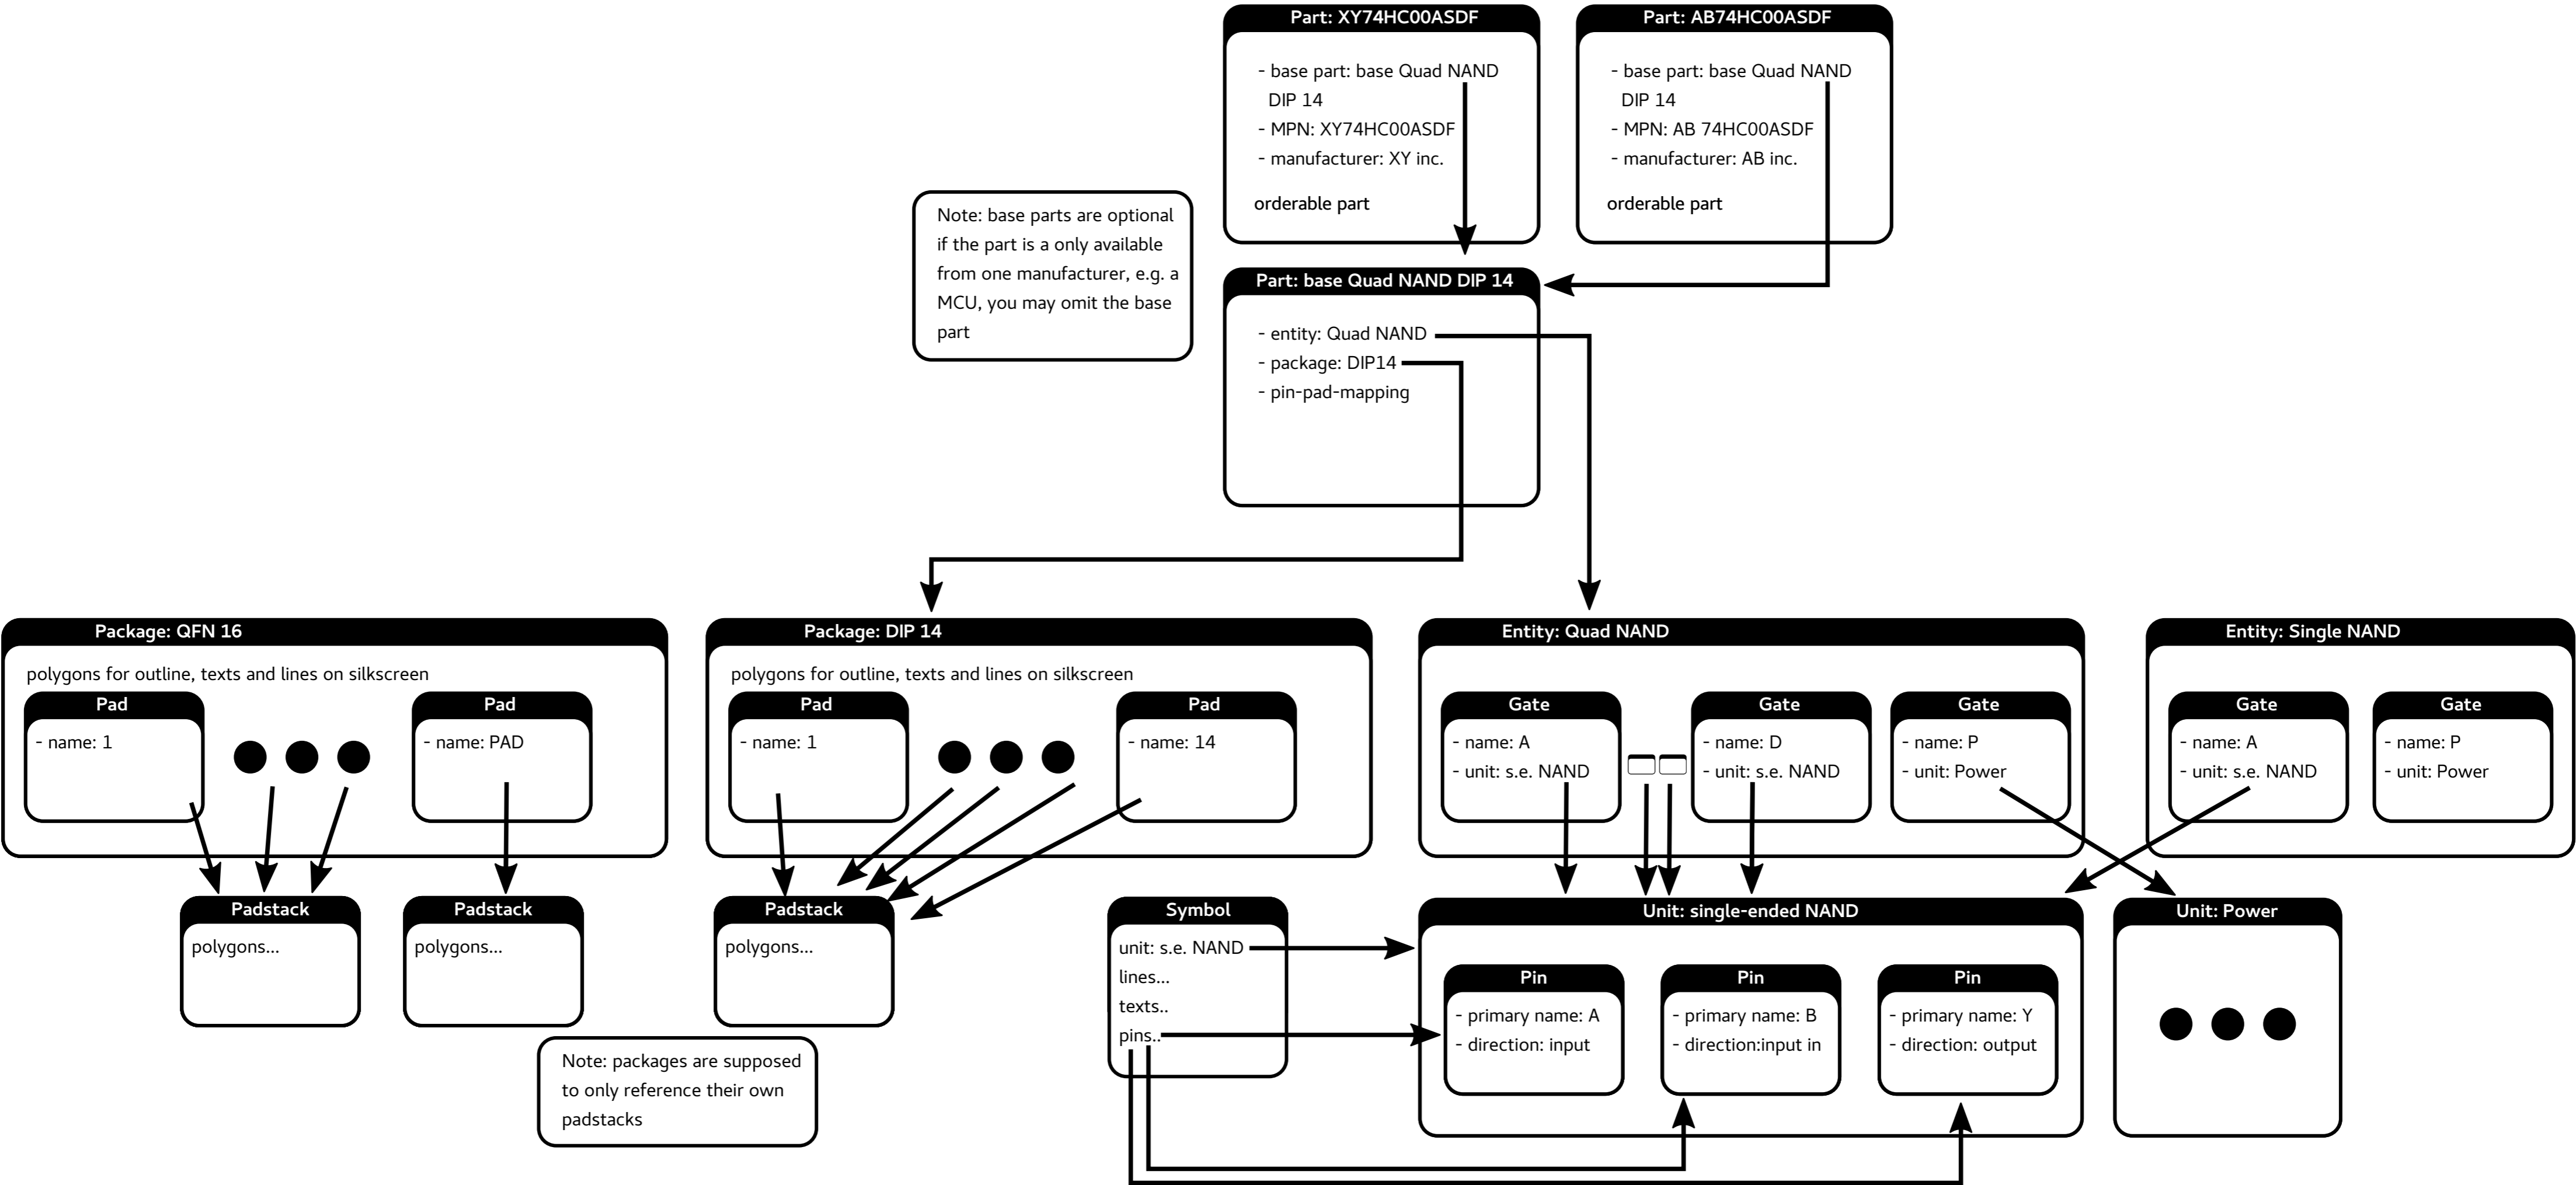 Part: XY74HC00ASDF
- base part: base Quad NAND
DIP 14
- MPN: XY74HC00ASDF
- manufacturer: XY inc.
orderable part
Part: AB74HC00ASDF
- base part: base Quad NAND
DIP 14
- MPN: AB 74HC00ASDF
- manufacturer: AB inc.
orderable part
Note: base parts are optional
if the part is a only available
from one manufacturer, e.g. a
MCU, you may omit the base
part
Part: base Quad NAND DIP 14
- entity: Quad NAND
- package: DIP14
- pin-pad-mapping
Package: QFN 16
polygons for outline, texts and lines on silkscreen
Pad
- name: 1
Pad
- name: PAD
Package: DIP 14
polygons for outline, texts and lines on silkscreen
Pad
- name: 1
Pad
- name: 14
Entity: Quad NAND
Gate
- name: A
- unit: s.e. NAND
Gate
- name: D
- unit: s.e. NAND
Gate
- name: P
- unit: Power
Entity: Single NAND
Gate
- name: A
- unit: s.e. NAND
Gate
- name: P
- unit: Power
Padstack
polygons...
Padstack
polygons...
Padstack
polygons...
Note: packages are supposed
to only reference their own
padstacks
Symbol
unit: s.e. NAND
lines...
texts..
pins..
Unit: single-ended NAND
Pin
- primary name: A
- direction: input
Pin
- primary name: B
- direction:input in
Pin
- primary name: Y
- direction: output
Unit: Power